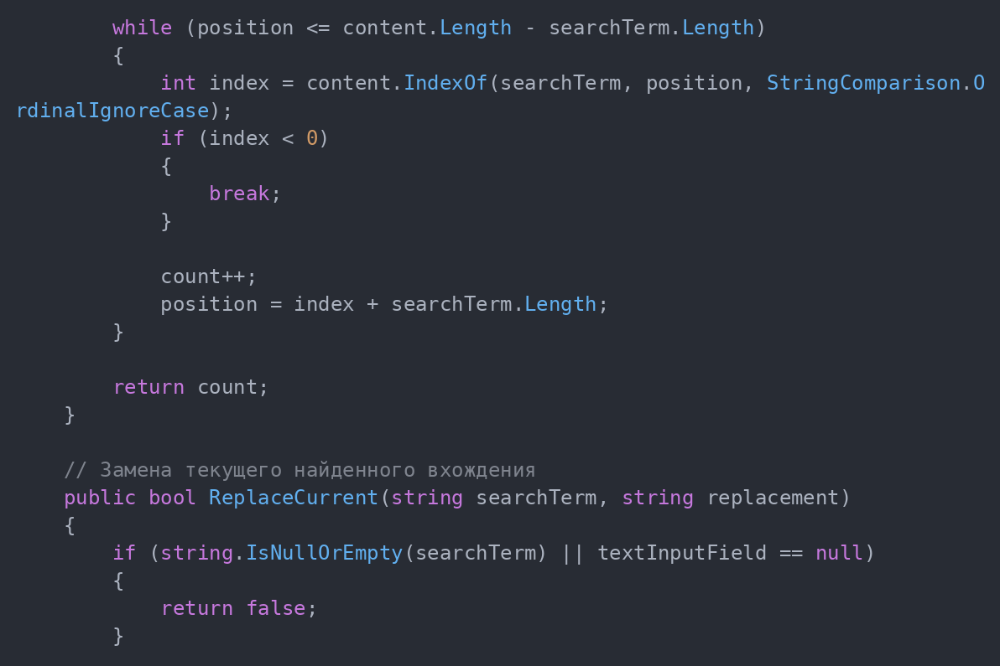 while (position <= content.Length - searchTerm.Length)
        {
            int index = content.IndexOf(searchTerm, position, StringComparison.O
rdinalIgnoreCase);
            if (index < 0)
            {
                break;
            }

            count++;
            position = index + searchTerm.Length;
        }

        return count;
    }

    // Замена текущего найденного вхождения
    public bool ReplaceCurrent(string searchTerm, string replacement)
    {
        if (string.IsNullOrEmpty(searchTerm) || textInputField == null)
        {
            return false;
        }